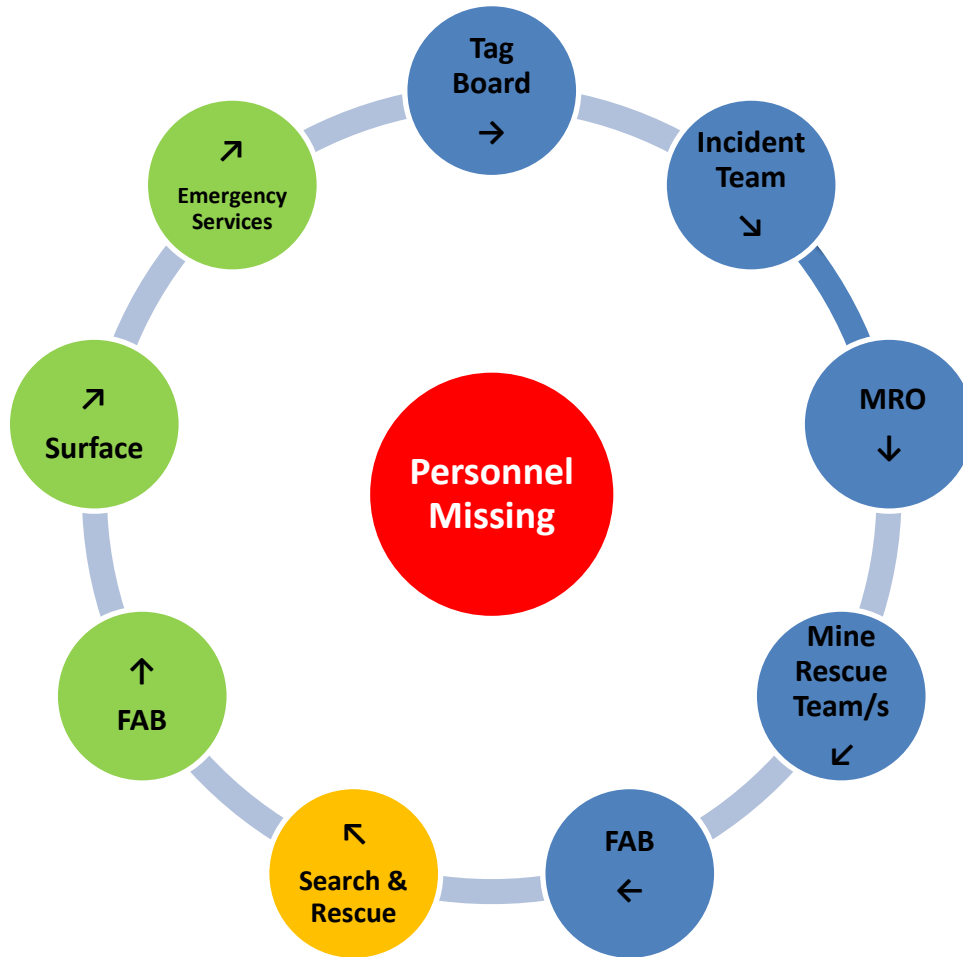 Tag
Board
→
Incident
Team
↘
MRO
↓
Mine
Rescue
Team/s
↙
FAB
←
↖
Search &
Rescue
↑
FAB
↗
Surface
↗
Emergency
Services
Personnel
Missing